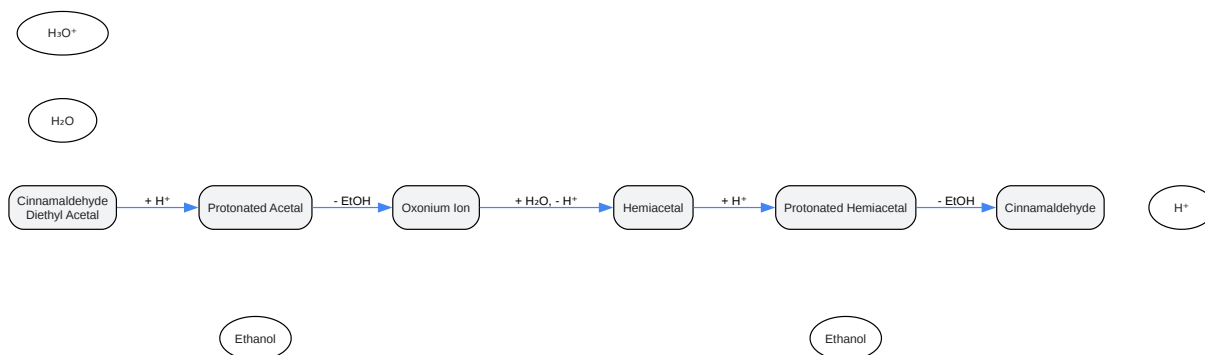 H₃O⁺
H₂O
Cinnamaldehyde
Diethyl Acetal
+ H⁺
Protonated Acetal
- EtOH
Oxonium Ion
+ H₂O, - H⁺
Hemiacetal
+ H⁺
Protonated Hemiacetal
- EtOH
Cinnamaldehyde
H⁺
Ethanol
Ethanol